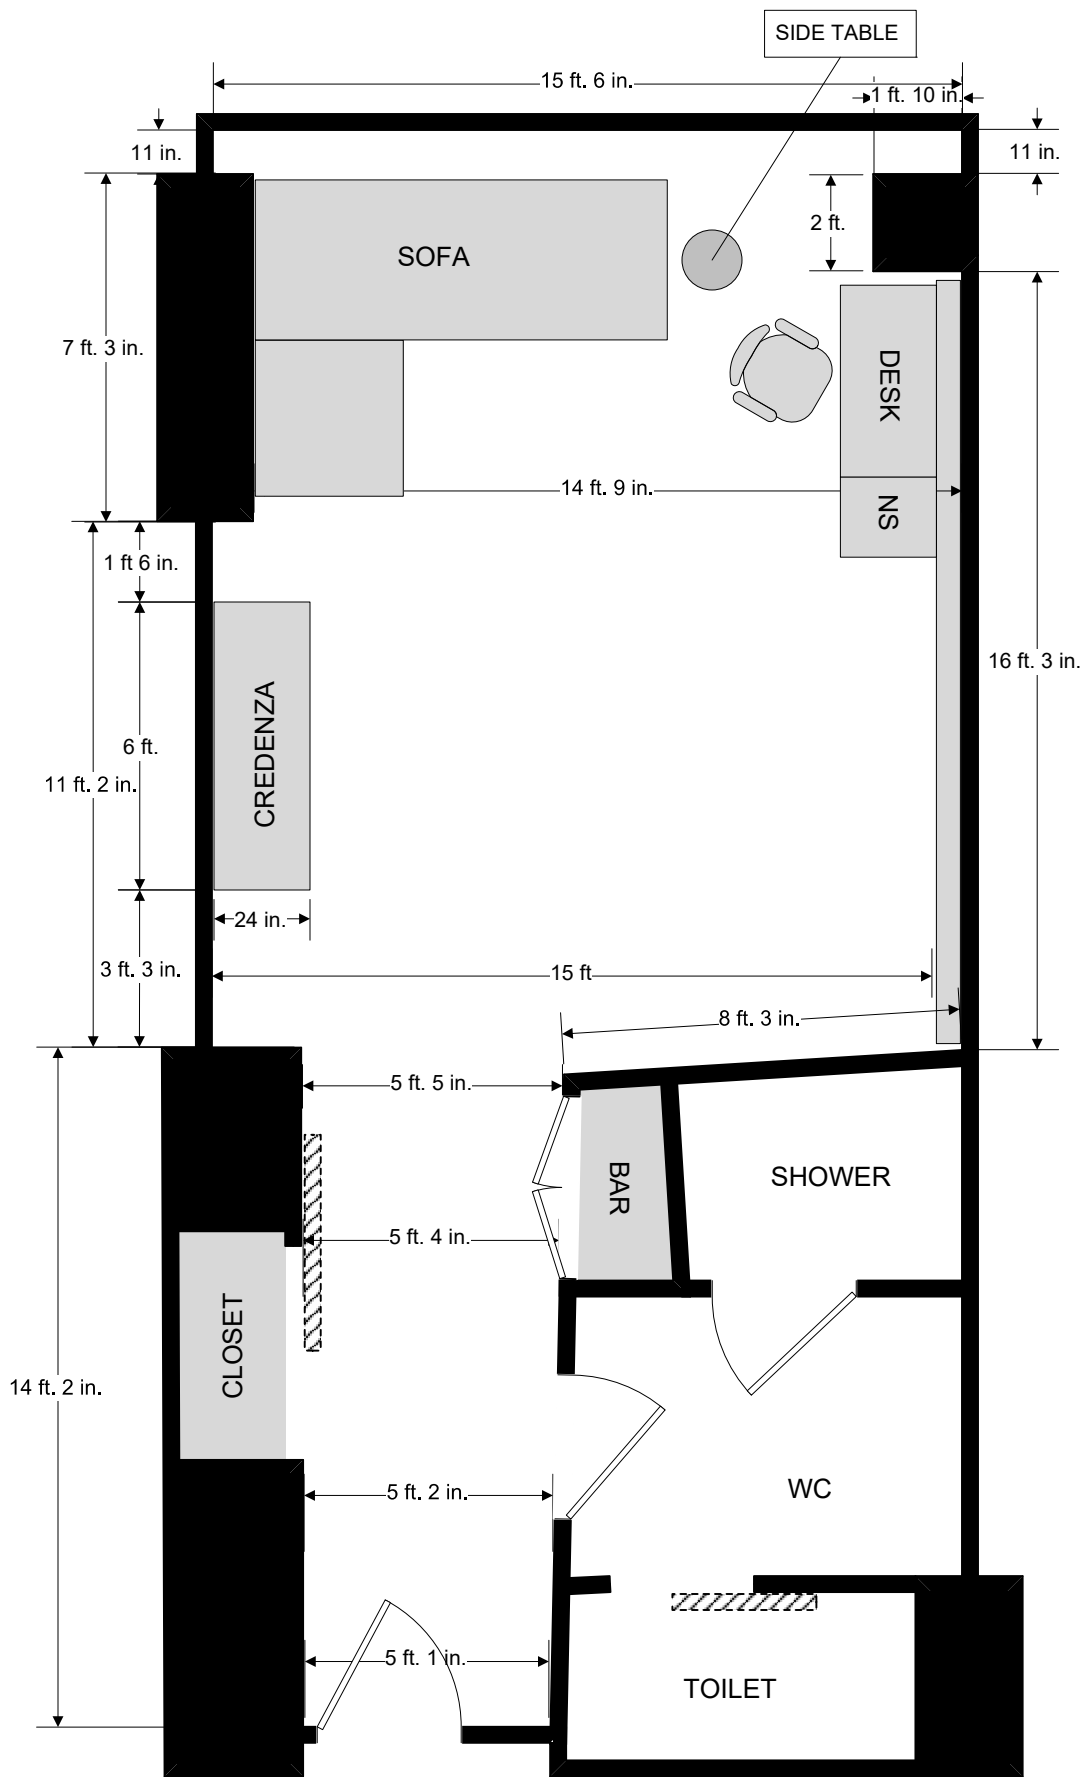 SIDE TABLE
15 ft. 6 in.
1 ft. 10 in.
11 in.
11 in.
2 ft.
SOFA
7 ft. 3 in.
DESK
14 ft. 9 in.
NS
1 ft 6 in.
16 ft. 3 in.
CREDENZA
6 ft.
11 ft. 2 in.
24 in.
3 ft. 3 in.
15 ft
8 ft. 3 in.
5 ft. 5 in.
SHOWER
BAR
5 ft. 4 in.
CLOSET
14 ft. 2 in.
5 ft. 2 in.
WC
5 ft. 1 in.
TOILET